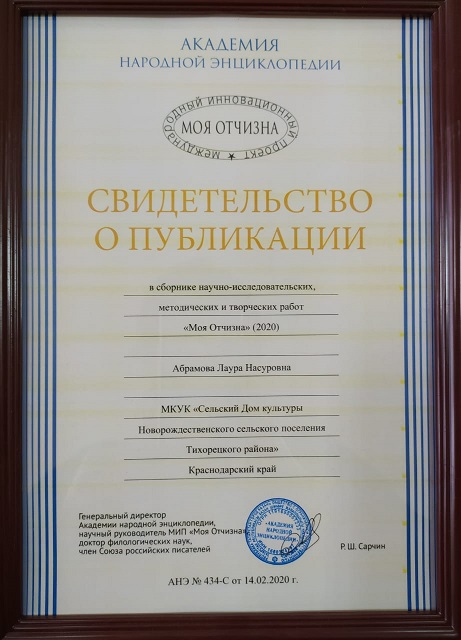 АКАДЕМИЯ
НАРОДНОЙ ЭНЦИКЛОПЕДИИ
международный инновационный проект ★
МОЯ ОТЧИЗНА
СВИДЕТЕЛЬСТВО
О ПУБЛИКАЦИИ
в сборнике научно-исследовательских,
методических и творческих работ
«Моя Отчизна» (2020)
Абрамова Лаура Насуровна
МКУК «Сельский Дом культуры
Новорождественского сельского поселения
Тихорецкого района»
Краснодарский край
Генеральный директор
Академии народной энциклопедии,
научный руководитель МИП «Моя Отчизна»
доктор филологических наук,
член Союза российских писателей
«АКАДЕМИЯ
НАРОДНОЙ
ЭНЦИКЛОПЕДИИ»
Р. Ш. Сарчин
АНЭ № 434-С от 14.02.2020 г.